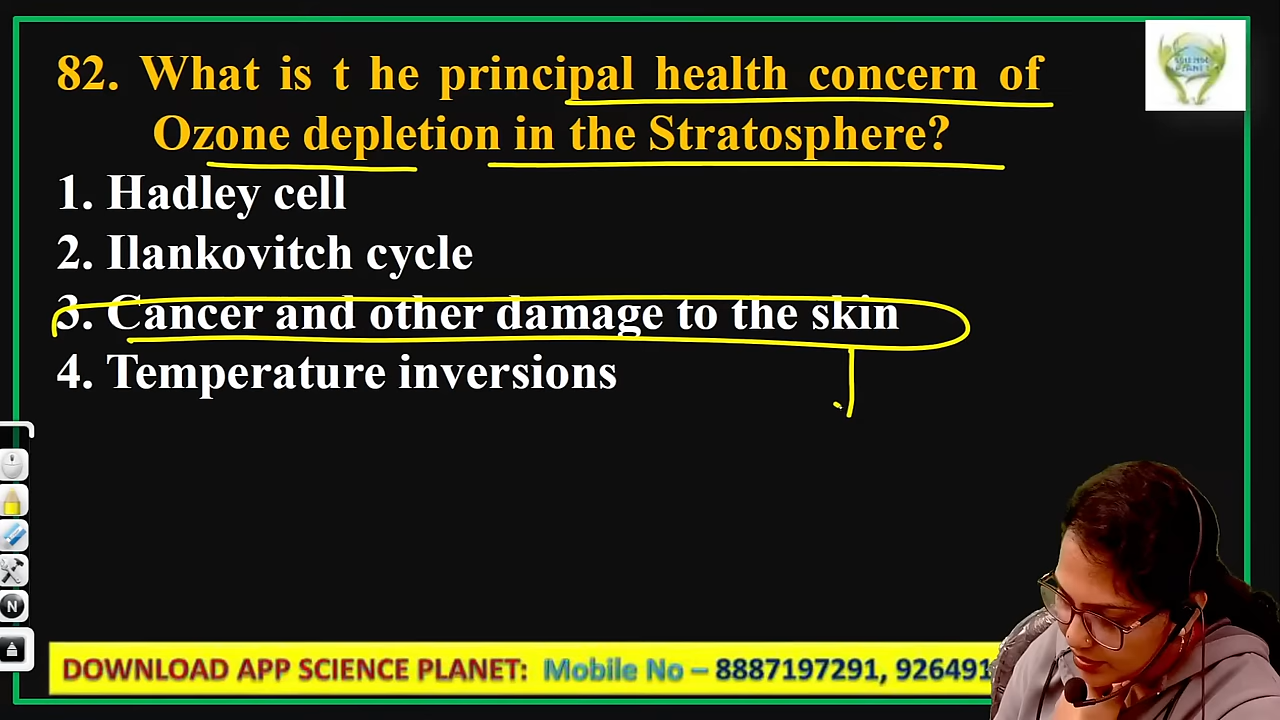 82. What is t he principal health concern of
Ozone depletion in the Stratosphere?
1. Hadley cell
2. Ilankovitch cycle
3. Cancer and other damage to the skin
4. Temperature inversions
N
DOWNLOAD APP SCIENCE PLANET: Mobile No – 8887197291, 926491